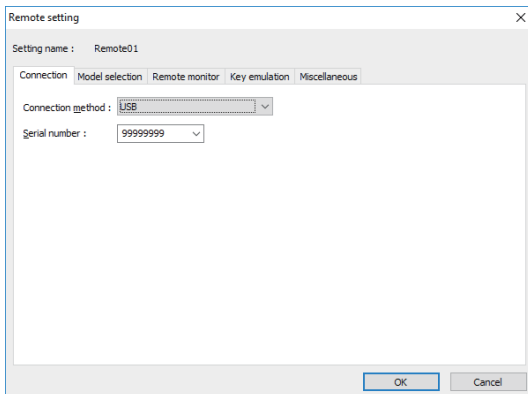 Remote setting
Setting name : Remote01
Connection Model selection Remote monitor Key emulation Miscellaneous
Connection method : USB
Serial number : 99999999
OK Cancel